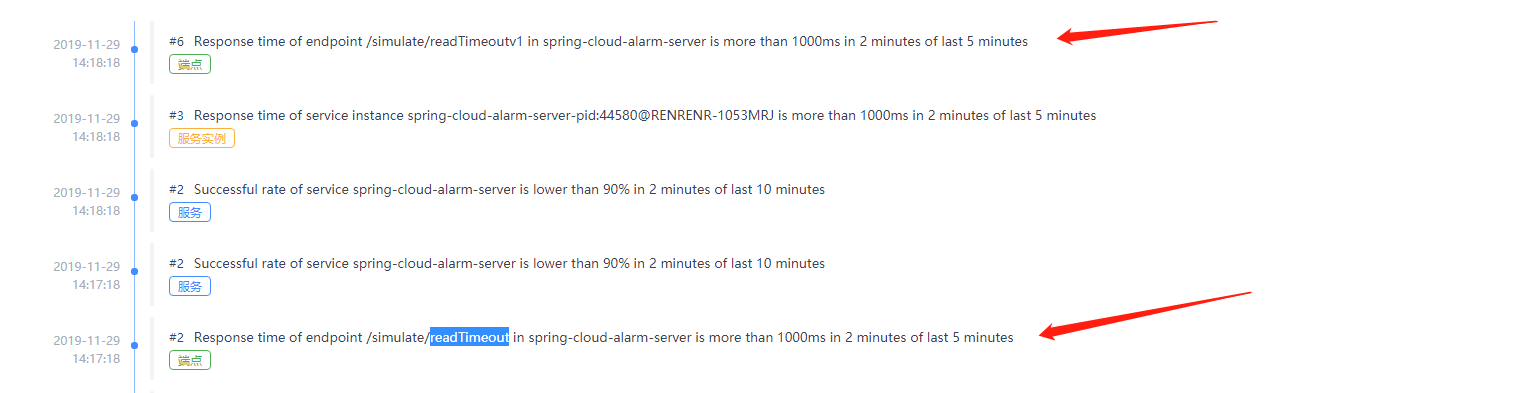 2019-11-29
14:18:18
#6 Response time of endpoint /simulate/readTimeoutv1 in spring-cloud-alarm-server is more than 1000ms in 2 minutes of last 5 minutes
端点
2019-11-29
14:18:18
#3 Response time of service instance spring-cloud-alarm-server-pid:44580@RENRENR-1053MRJ is more than 1000ms in 2 minutes of last 5 minutes
服务实例
2019-11-29
14:18:18
#2 Successful rate of service spring-cloud-alarm-server is lower than 90% in 2 minutes of last 10 minutes
服务
2019-11-29
14:17:18
#2 Successful rate of service spring-cloud-alarm-server is lower than 90% in 2 minutes of last 10 minutes
服务
2019-11-29
14:17:18
#2 Response time of endpoint /simulate/readTimeout in spring-cloud-alarm-server is more than 1000ms in 2 minutes of last 5 minutes
端点